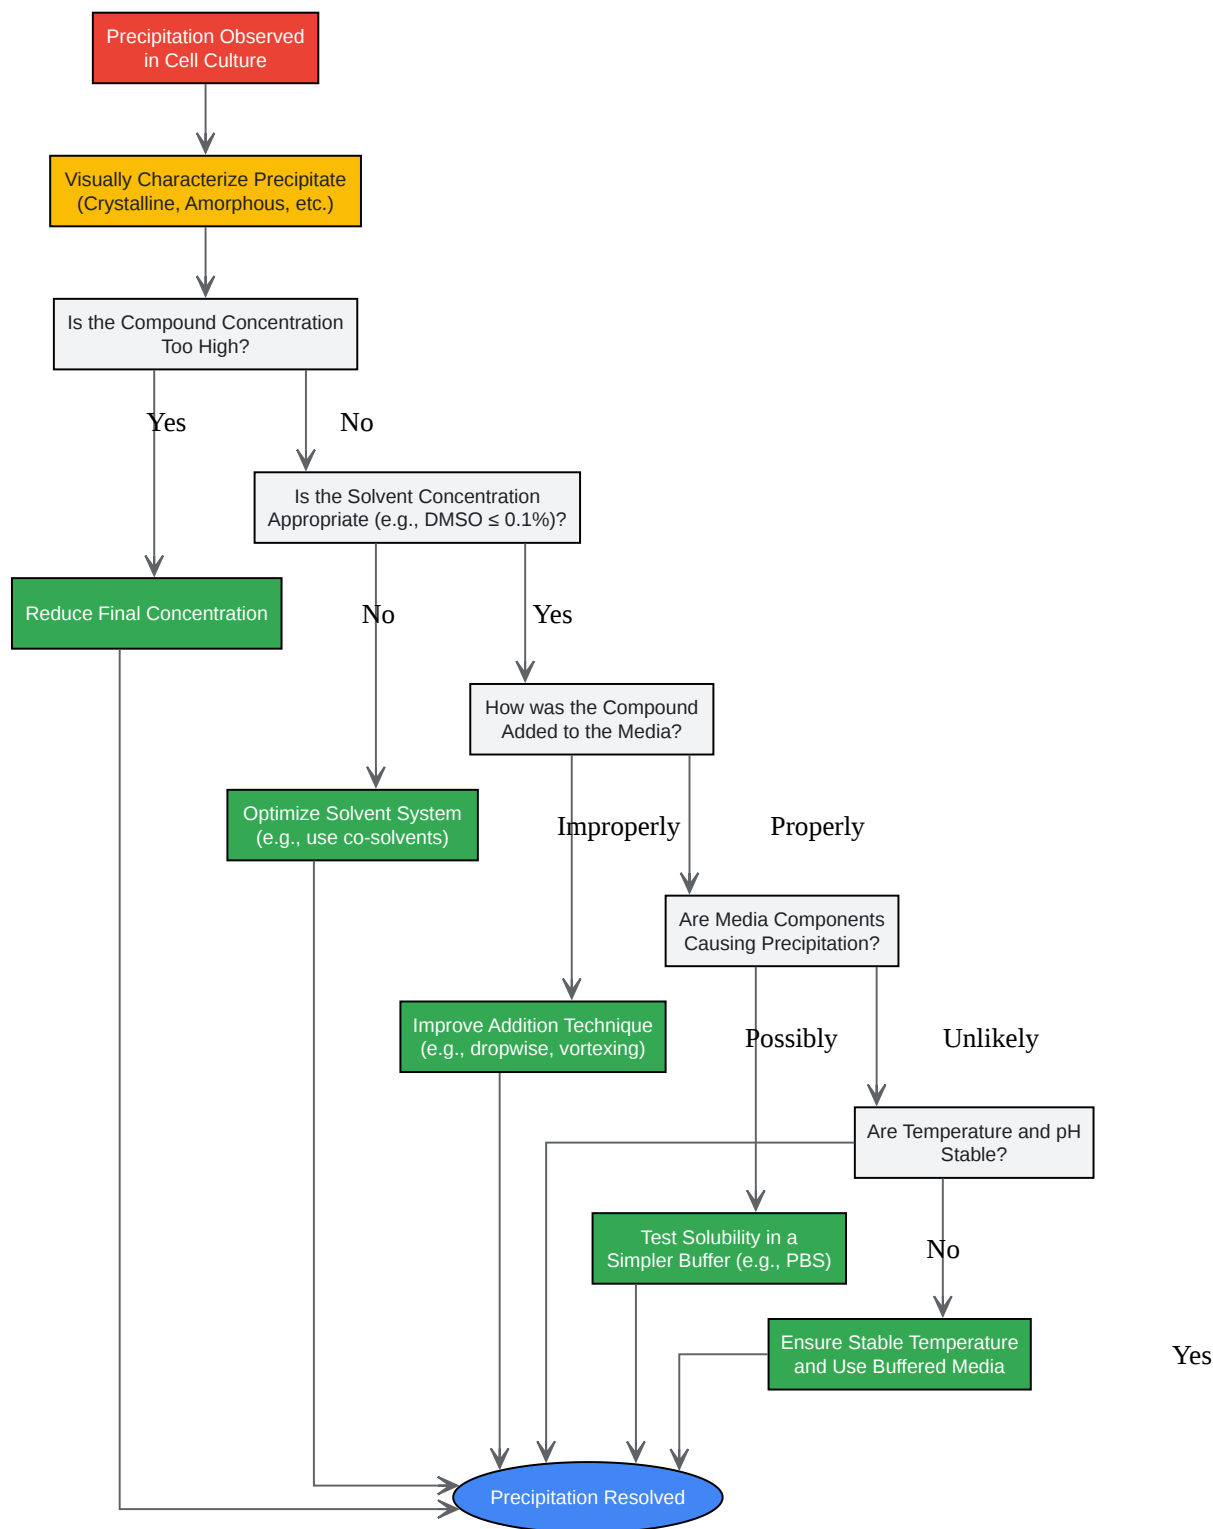 Precipitation Observed
in Cell Culture
Visually Characterize Precipitate
(Crystalline, Amorphous, etc.)
Is the Compound Concentration
Too High?
Yes
No
Is the Solvent Concentration
Appropriate (e.g., DMSO ≤ 0.1%)?
Reduce Final Concentration
No
Yes
How was the Compound
Added to the Media?
Optimize Solvent System
(e.g., use co-solvents)
Improperly
Properly
Are Media Components
Causing Precipitation?
Improve Addition Technique
(e.g., dropwise, vortexing)
Possibly
Unlikely
Are Temperature and pH
Stable?
Test Solubility in a
Simpler Buffer (e.g., PBS)
No
Ensure Stable Temperature
and Use Buffered Media
Yes
Precipitation Resolved